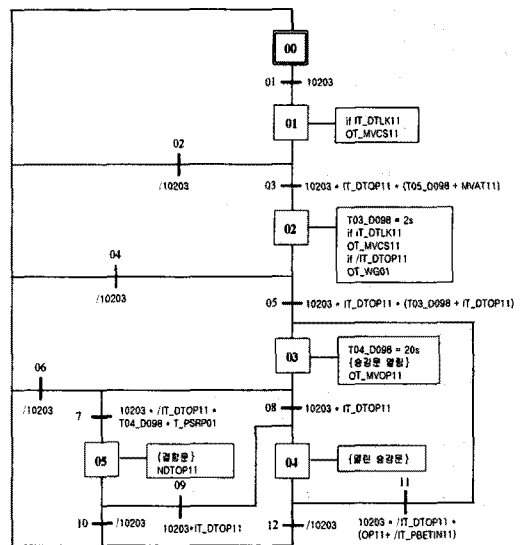 00
01 10203
01
if IT_DTLK11
OT_MVCS11
02
/10203
03 10203 * IT_DTOP11 * (T05_D098 + MVAT11)
02
T03_D098 = 2s
if IT_DTLK11
OT_MVCS11
if /IT_DTOP11
OT_WG01
04
/10203
05 10203 * IT_DTOP11 * (T03_D098 + IT_DTOP11)
03
T04_D098 = 20s
{승강문 열림}
OT_MVOP11
06
/10203
7 10203 * /IT_DTOP11 *
T04_D098 * T_PSRP01
08 10203 * IT_DTOP11
05
{결함문}
NDTOP11
04
{열린 승강문}
09
10203*IT_DTOP11
11
10203 * /IT_DTOP11 *
(OP11+ /IT_PBETIN11)
10 /10203
12 /10203